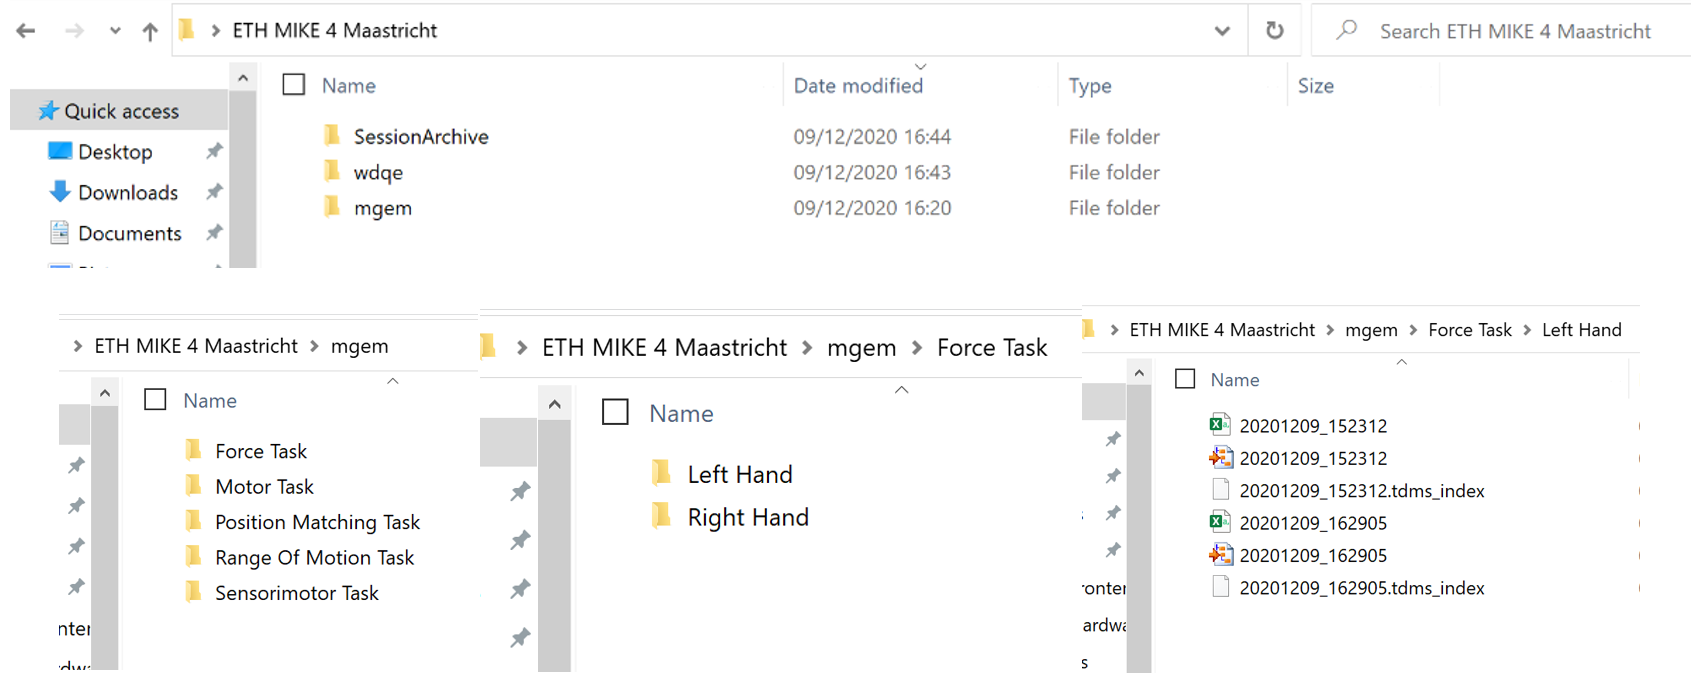 ETH MIKE 4 Maastricht
Search ETH MIKE 4 Maastricht
Name Date modified Type Size
Quick access
Desktop
Downloads
Documents
SessionArchive 09/12/2020 16:44 File folder
wdqe 09/12/2020 16:43 File folder
mgem 09/12/2020 16:20 File folder
ETH MIKE 4 Maastricht > mgem
Name
Force Task
Motor Task
Position Matching Task
Range Of Motion Task
Sensorimotor Task
ETH MIKE 4 Maastricht > mgem > Force Task
Name
Left Hand
Right Hand
ETH MIKE 4 Maastricht > mgem > Force Task > Left Hand
Name
20201209_152312
20201209_152312
20201209_152312.tdms_index
20201209_162905
20201209_162905
20201209_162905.tdms_index